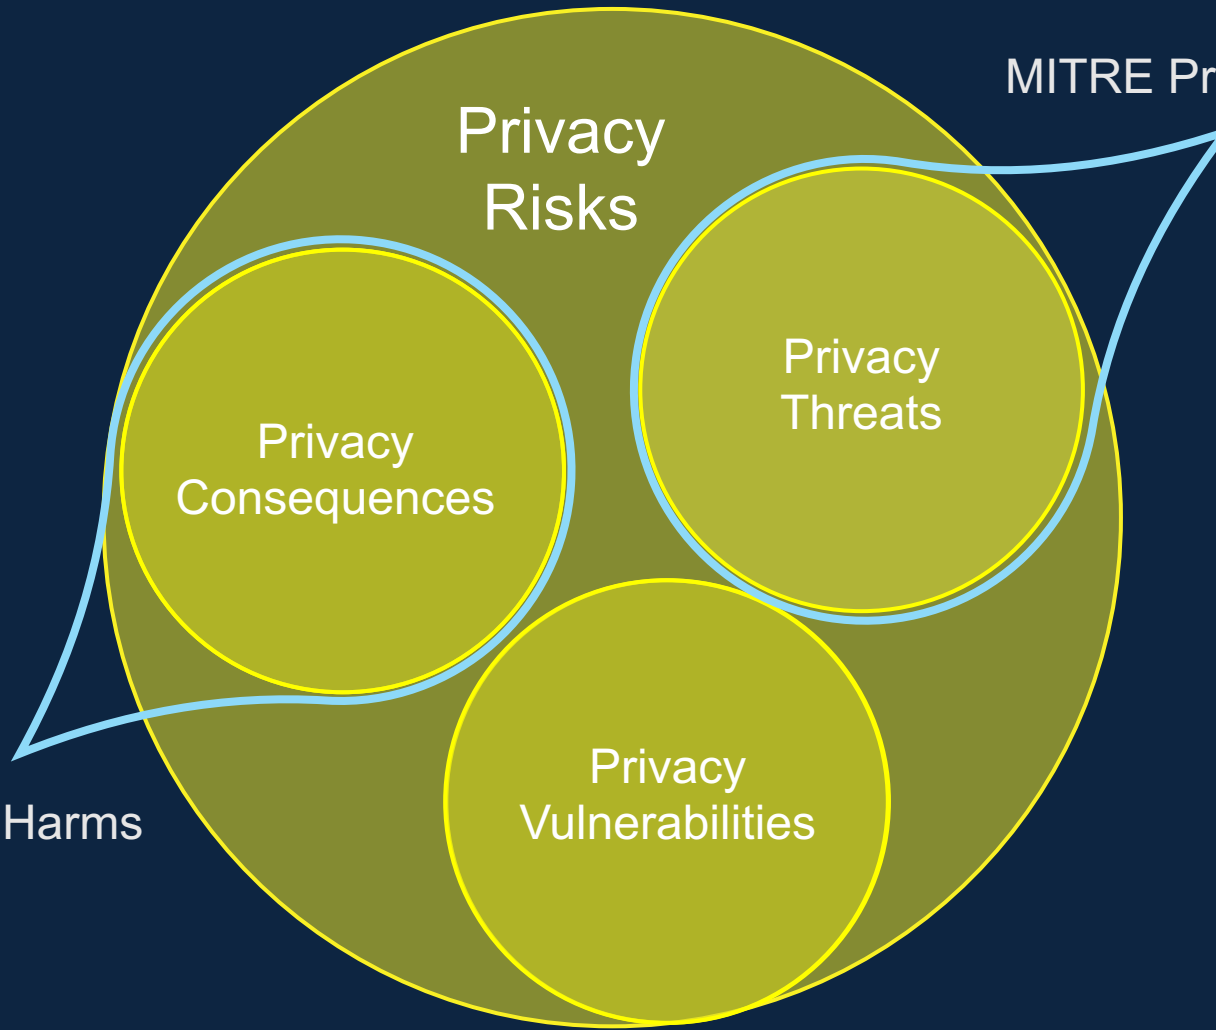 MITRE Pr
Privacy
Risks
Privacy
Threats
Privacy
Consequences
Privacy
Vulnerabilities
Harms